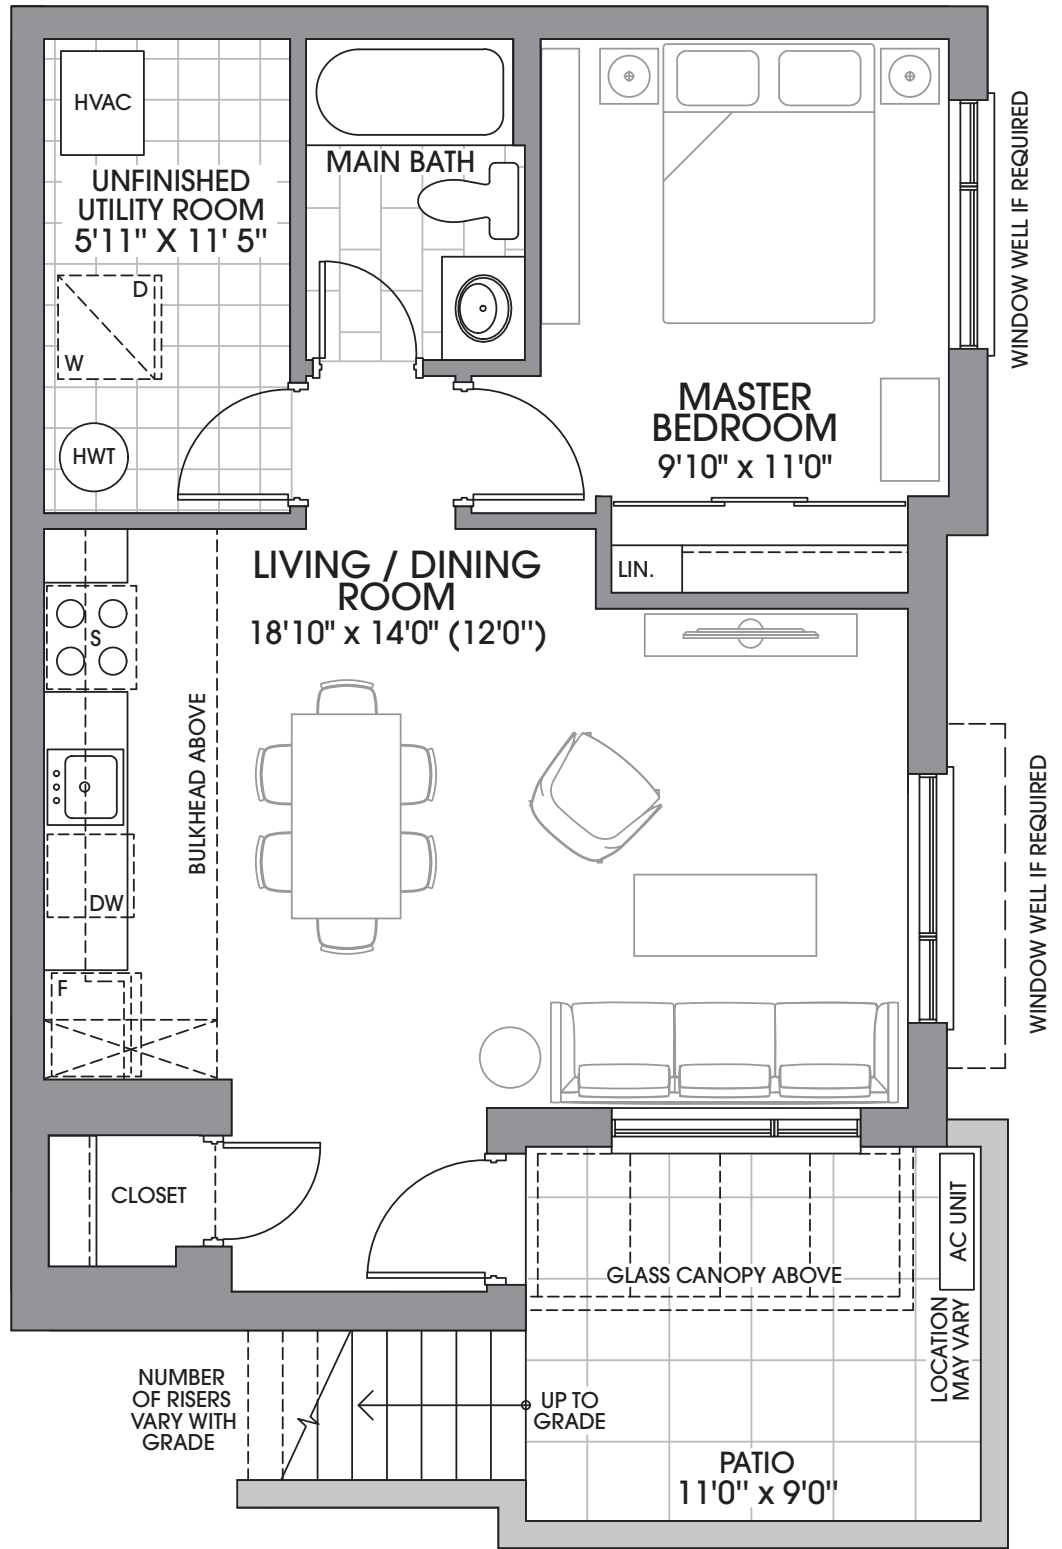 HVAC
UNFINISHED
UTILITY ROOM
5'11" X 11' 5"
D
W
HWT
MAIN BATH
MASTER
BEDROOM
9'10" x 11'0"
WINDOW WELL IF REQUIRED
LIN.
LIVING / DINING
ROOM
18'10" x 14'0" (12'0")
S
BULKHEAD ABOVE
DW
F
WINDOW WELL IF REQUIRED
CLOSET
GLASS CANOPY ABOVE
AC UNIT
LOCATION
MAY VARY
NUMBER
OF RISERS
VARY WITH
GRADE
UP TO
GRADE
PATIO
11'0" x 9'0"